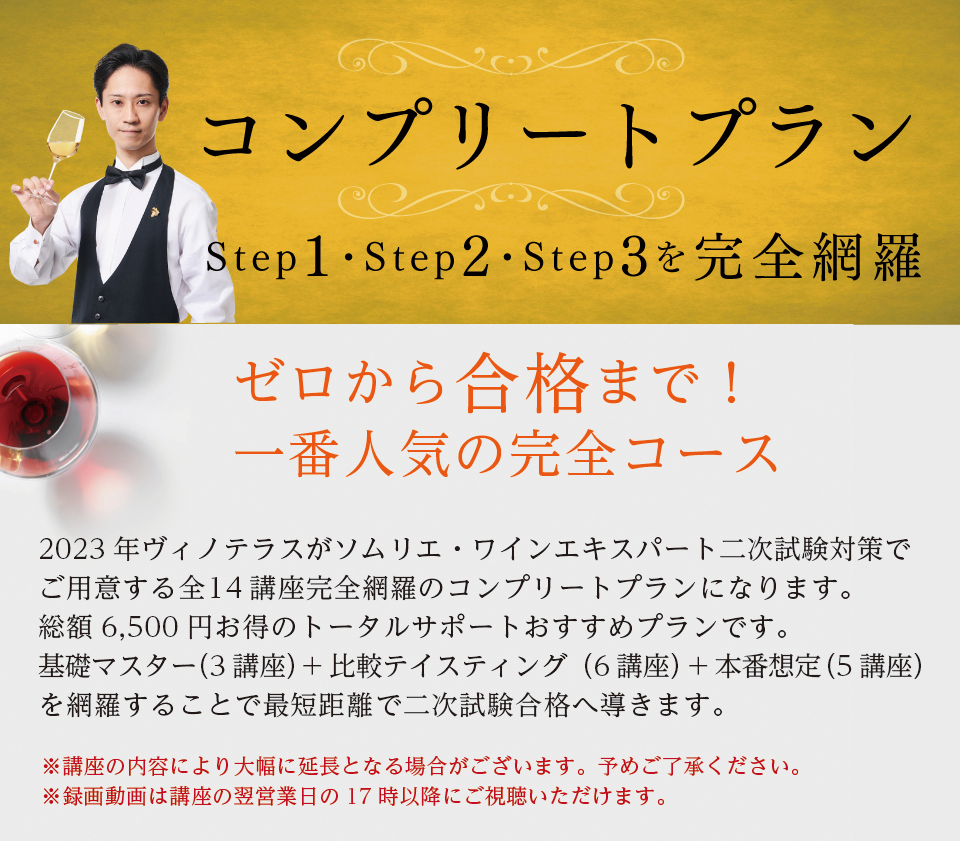 コンプリートプラン
Step1・Step2・Step3を完全網羅
ゼロから合格まで！
一番人気の完全コース
2023年ヴィノテラスがソムリエ・ワインエキスパート二次試験対策で
ご用意する全14講座完全網羅のコンプリートプランになります。
総額6,500円お得のトータルサポートおすすめプランです。
基礎マスター(3講座)＋比較テイスティング (6講座)＋本番想定(5講座)
を網羅することで最短距離で二次試験合格へ導きます。
※講座の内容により大幅に延長となる場合がございます。予めご了承ください。
※録画動画は講座の翌営業日の17時以降にご視聴いただけます。